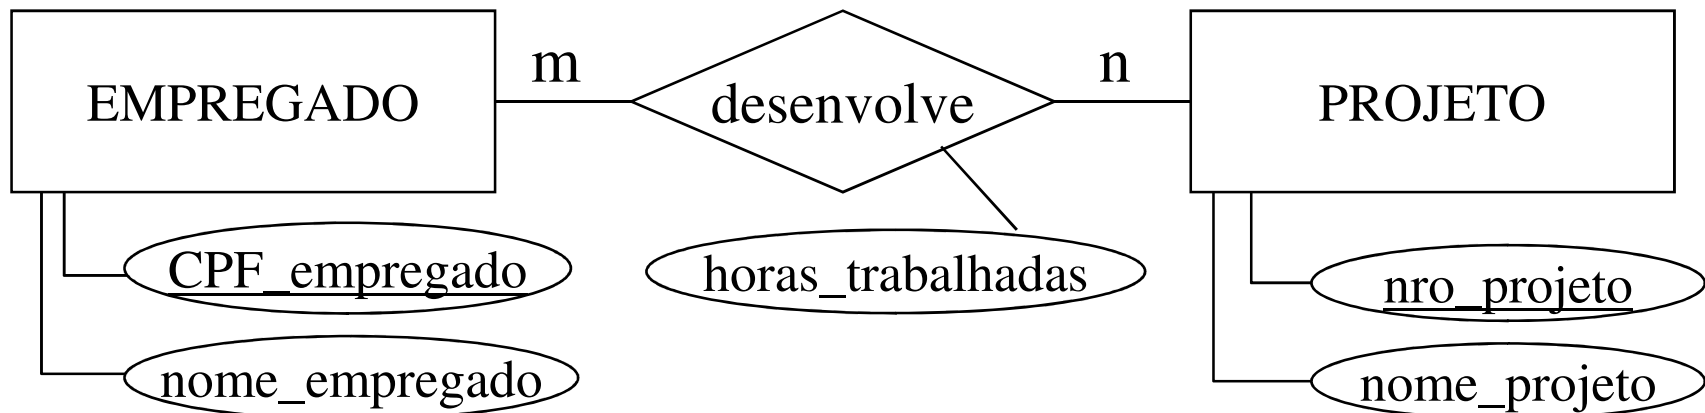 EMPREGADO
m
desenvolve
n
PROJETO
CPF_empregado
horas_trabalhadas
nro_projeto
nome_empregado
nome_projeto